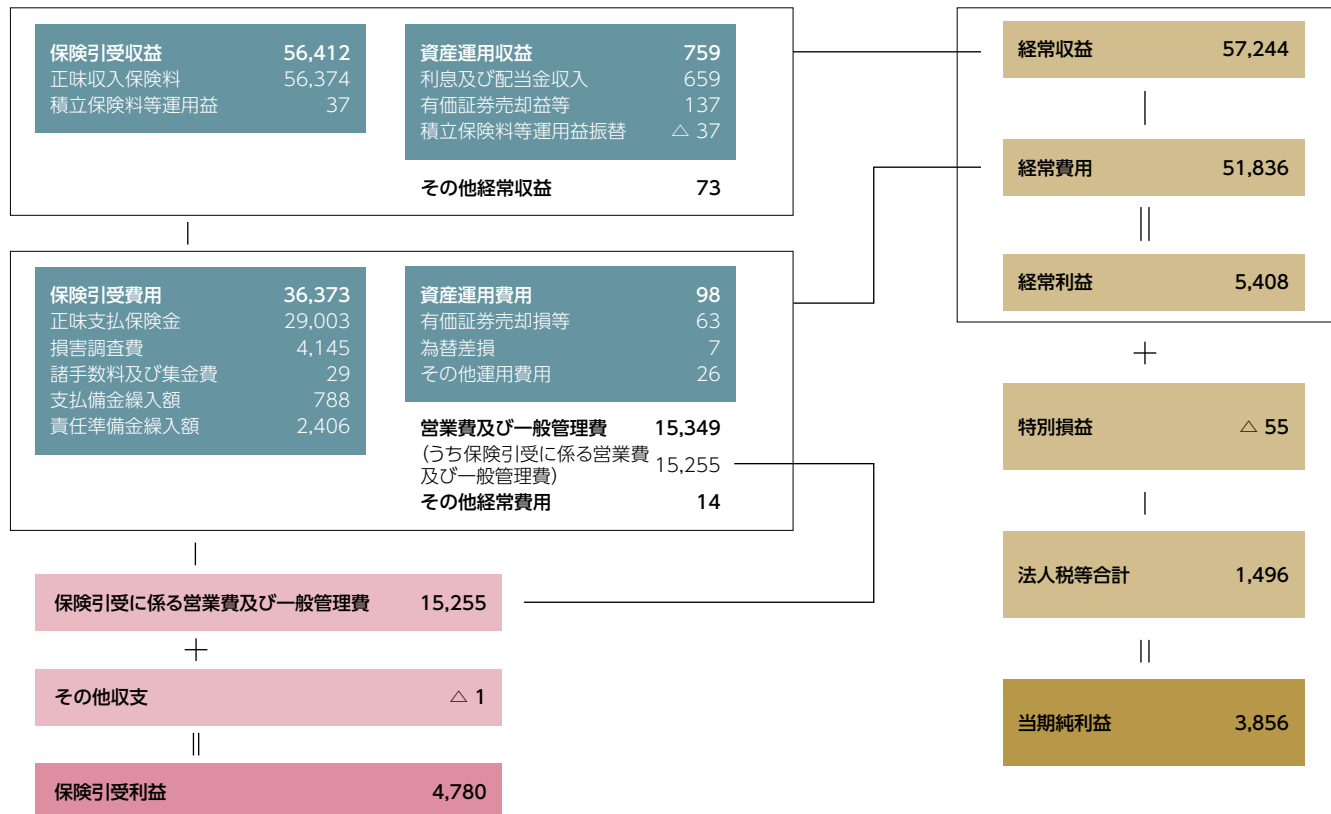 保険引受収益 56,412
正味収入保険料 56,374
積立保険料等運用益 37
資産運用収益 759
利息及び配当金収入 659
有価証券売却益等 137
積立保険料等運用益振替 △ 37
その他経常収益 73
|
保険引受費用 36,373
正味支払保険金 29,003
損害調査費 4,145
諸手数料及び集金費 29
支払備金繰入額 788
責任準備金繰入額 2,406
資産運用費用 98
有価証券売却損等 63
為替差損 7
その他運用費用 26
営業費及び一般管理費 15,349
(うち保険引受に係る営業費
及び一般管理費) 15,255
その他経常費用 14
|
保険引受に係る営業費及び一般管理費 15,255
+
その他収支 △ 1
||
保険引受利益 4,780
経常収益 57,244
|
経常費用 51,836
||
経常利益 5,408
+
特別損益 △ 55
|
法人税等合計 1,496
||
当期純利益 3,856